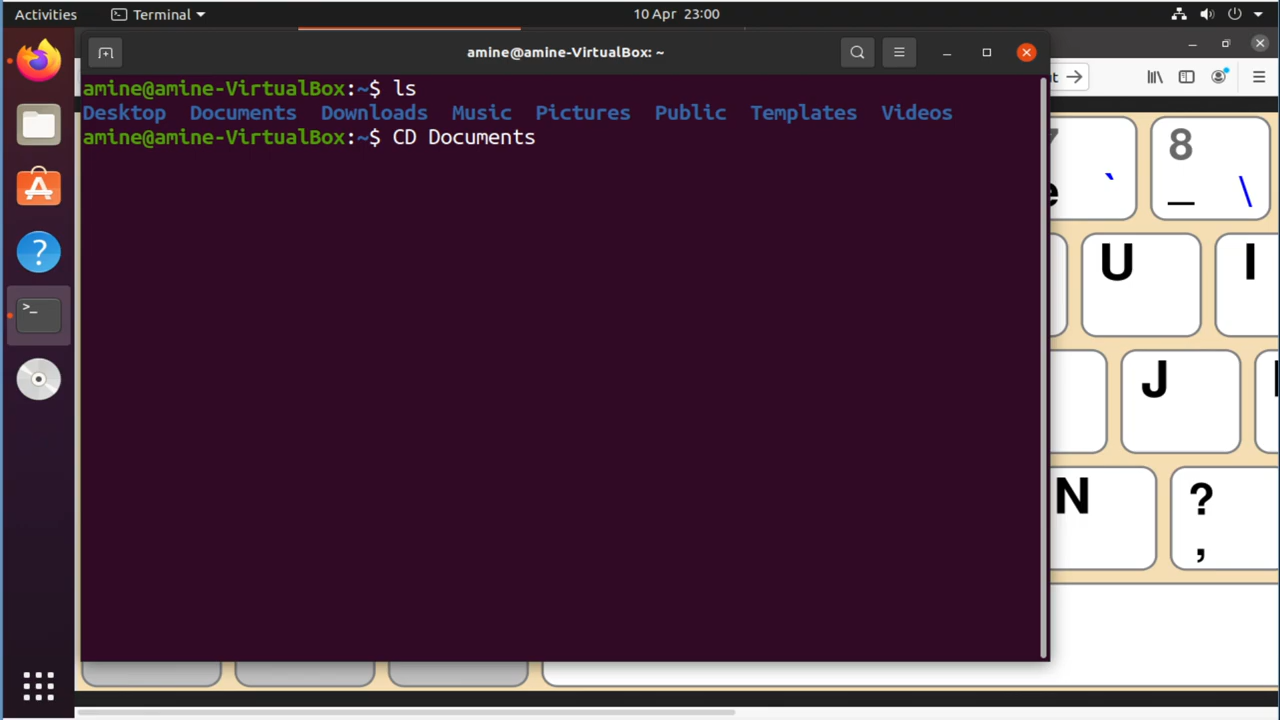 Activities Terminal 10 Apr 23:00
amine@amine-VirtualBox: ~
amine@amine-VirtualBox:~$ ls
Desktop Documents Downloads Music Pictures Public Templates Videos
amine@amine-VirtualBox:~$ CD Documents
>_
?
8
_ \
`
U I
J
N
?
,